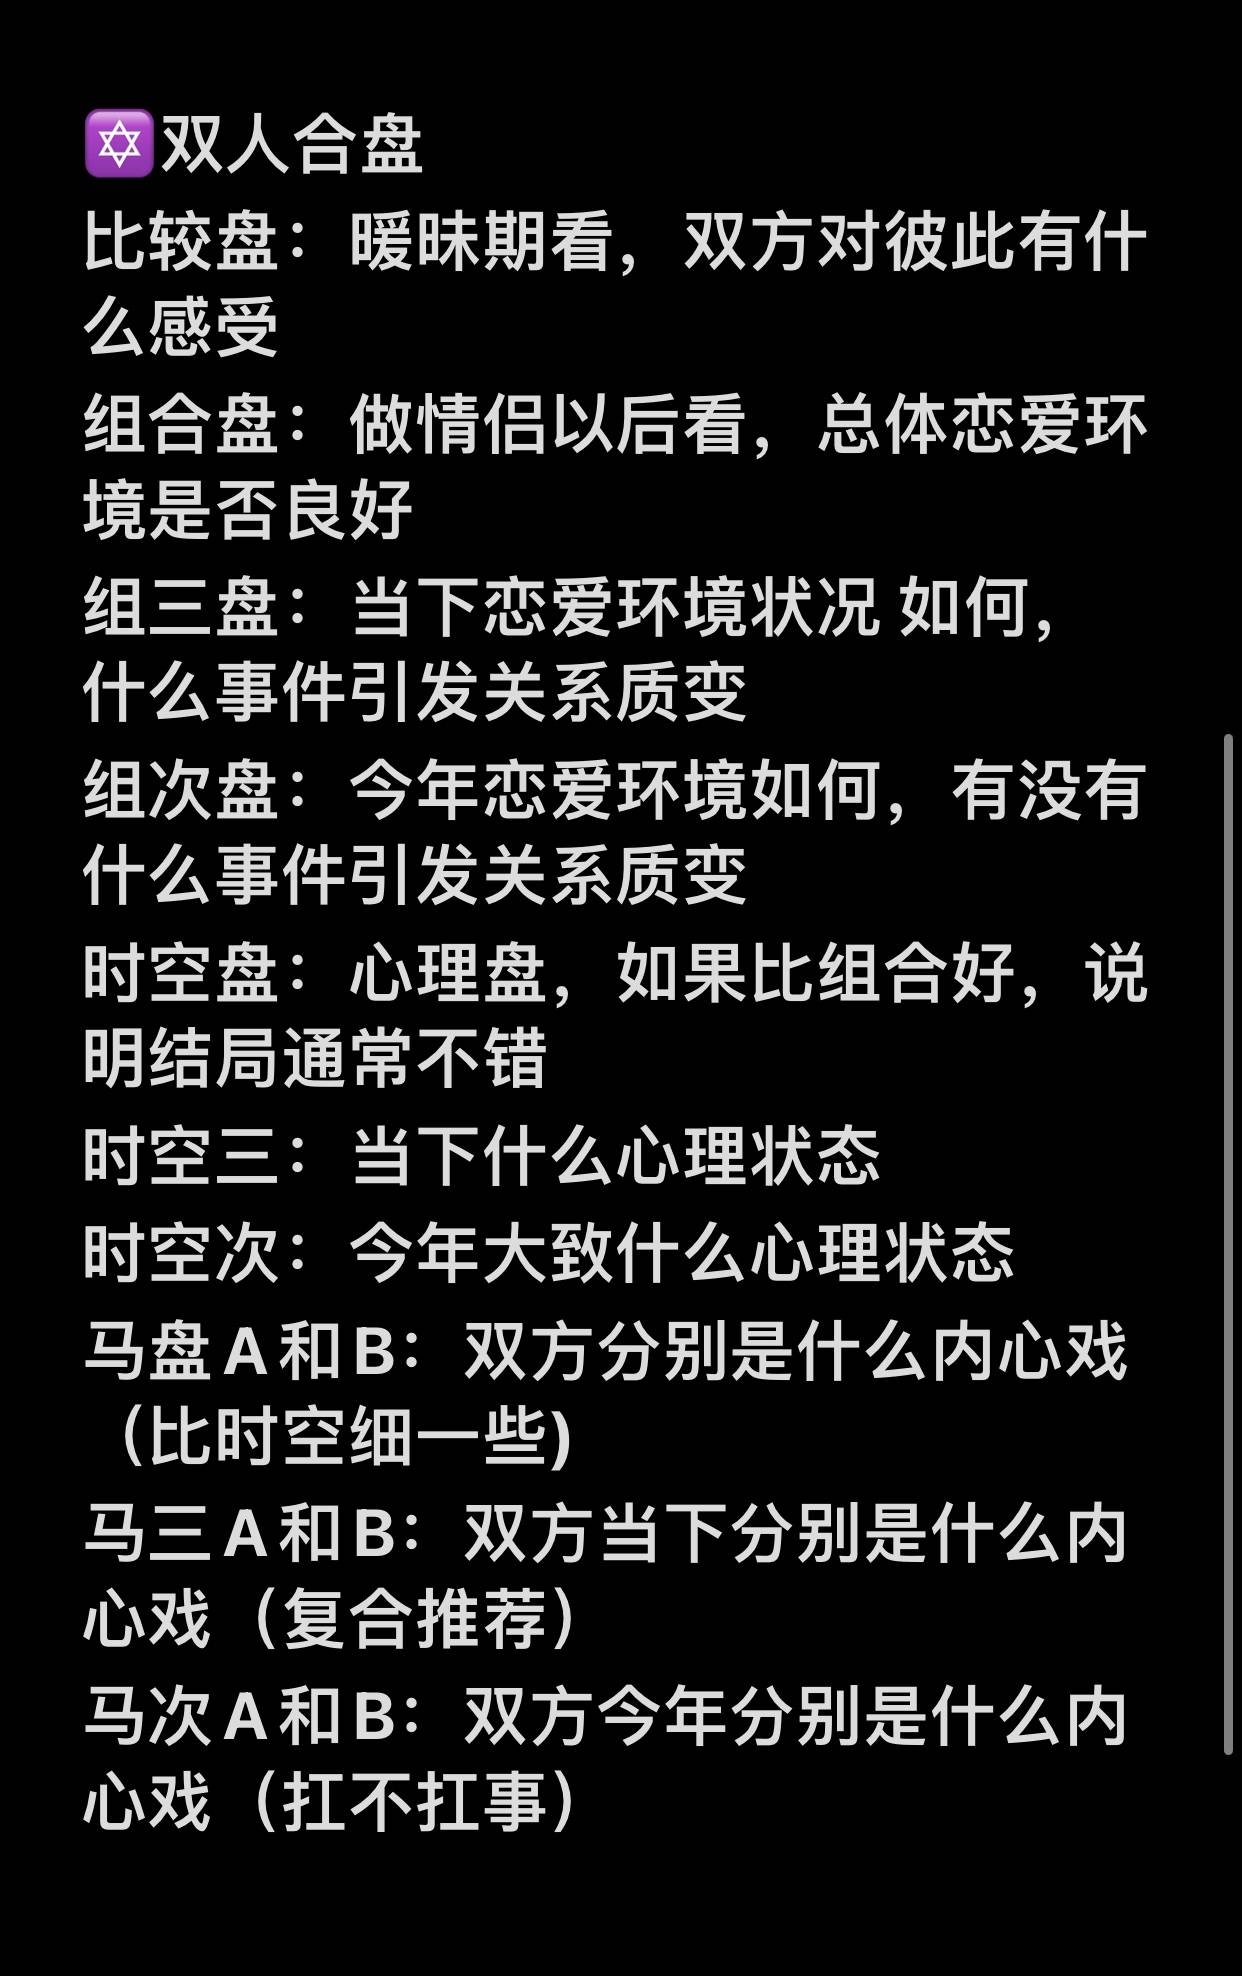 🔯双人合盘
比较盘：暧昧期看，双方对彼此有什
么感受
组合盘：做情侣以后看，总体恋爱环
境是否良好
组三盘：当下恋爱环境状况 如何，
什么事件引发关系质变
组次盘：今年恋爱环境如何，有没有
什么事件引发关系质变
时空盘：心理盘，如果比组合好，说
明结局通常不错
时空三：当下什么心理状态
时空次：今年大致什么心理状态
马盘A和B：双方分别是什么内心戏
（比时空细一些)
马三A和B：双方当下分别是什么内
心戏（复合推荐）
马次A和B：双方今年分别是什么内
心戏（扛不扛事）